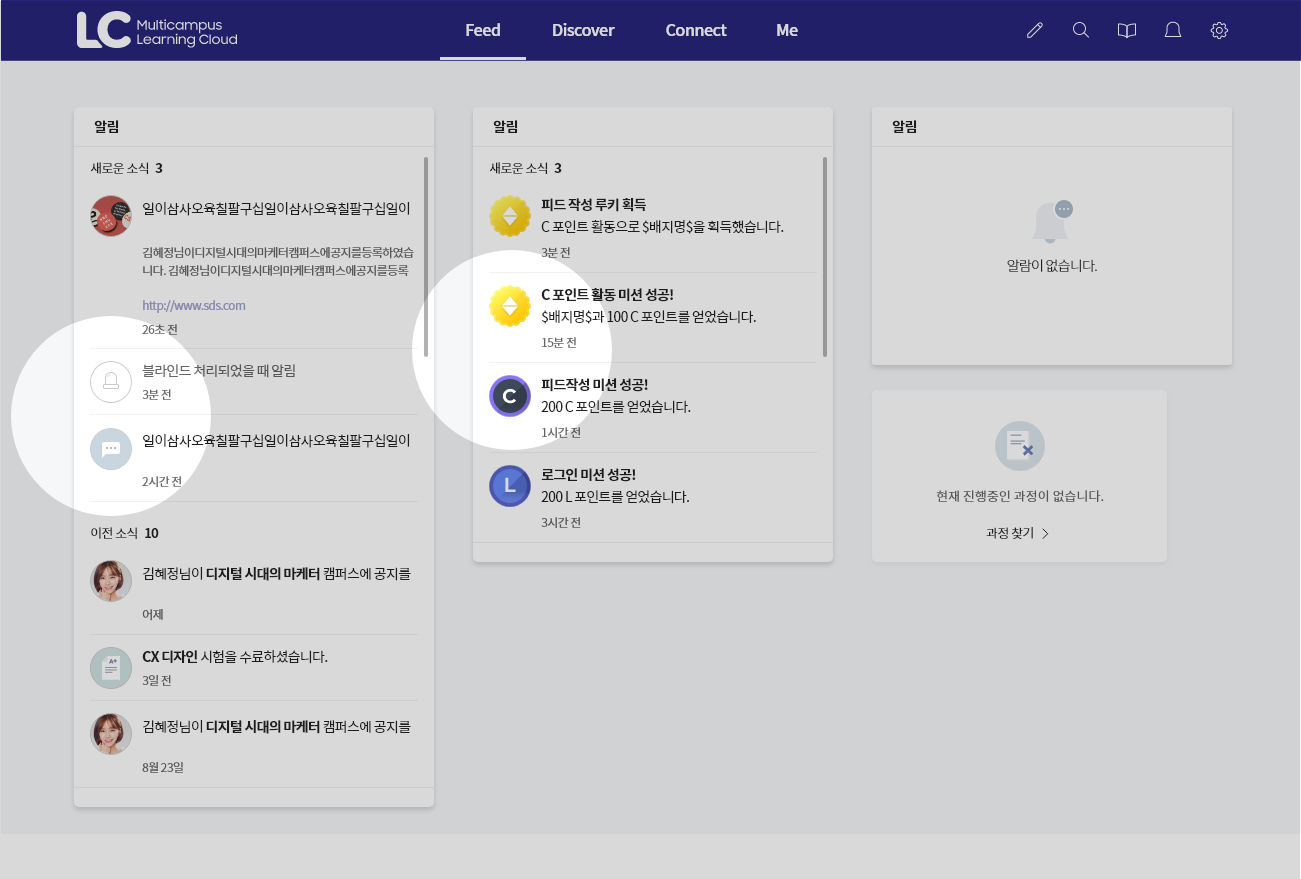 LC Multicampus
Learning Cloud
Feed
Discover
Connect
Me
알림
새로운 소식 3
일이삼사오육칠팔구십일이삼사오육칠팔구십일이
김혜정님이디지털시대의마케터캠퍼스에공지를등록하였습
니다. 김혜정님이디지털시대의마케터캠퍼스에공지를등록
http://www.sds.com
26초 전
블라인드 처리되었을 때 알림
3분 전
일이삼사오육칠팔구십일이삼사오육칠팔구십일이
2시간 전
이전 소식 10
김혜정님이 디지털 시대의 마케터 캠퍼스에 공지를
어제
A+
CX 디자인 시험을 수료하셨습니다.
3일 전
김혜정님이 디지털 시대의 마케터 캠퍼스에 공지를
8월 23일
알림
새로운 소식 3
피드 작성 루키 획득
C 포인트 활동으로 $배지명$을 획득했습니다.
3분 전
C 포인트 활동 미션 성공!
$배지명$과 100 C 포인트를 얻었습니다.
15분 전
C
피드작성 미션 성공!
200 C 포인트를 얻었습니다.
1시간 전
L
로그인 미션 성공!
200 L 포인트를 얻었습니다.
3시간 전
알림
알람이 없습니다.
현재 진행중인 과정이 없습니다.
과정 찾기